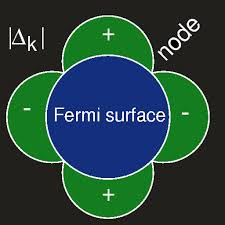 |Δk|
+
node
-
Fermi surface
-
+